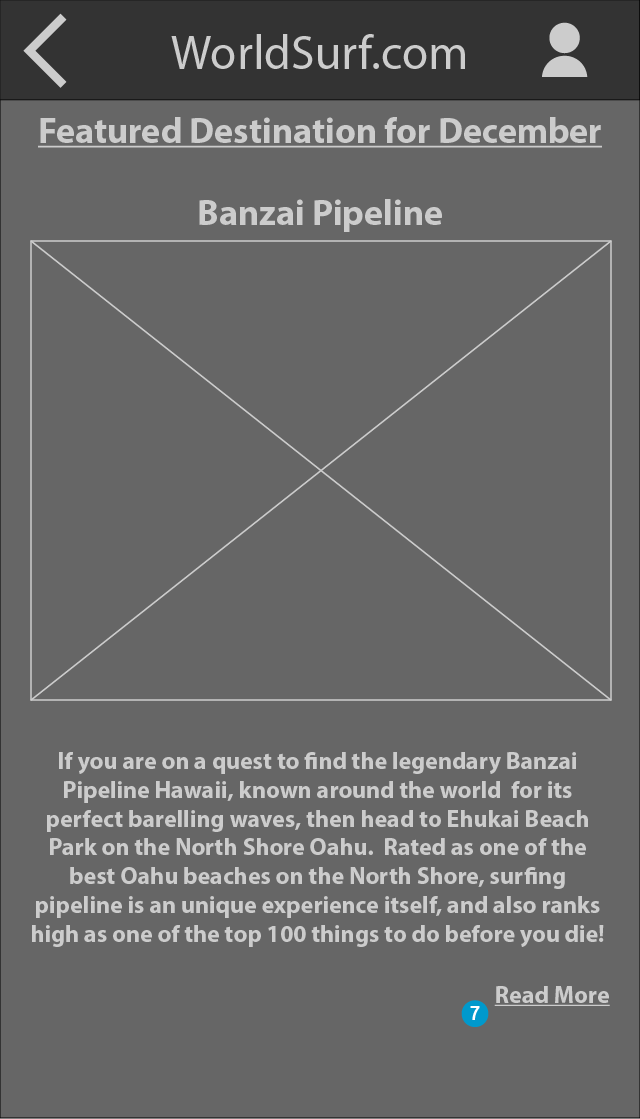 WorldSurf.com
Featured Destination for December
Banzai Pipeline
If you are on a quest to find the legendary Banzai
Pipeline Hawaii, known around the world  for its
perfect barelling waves, then head to Ehukai Beach
Park on the North Shore Oahu.  Rated as one of the
best Oahu beaches on the North Shore, surfing
pipeline is an unique experience itself, and also ranks
high as one of the top 100 things to do before you die!
Read More
7